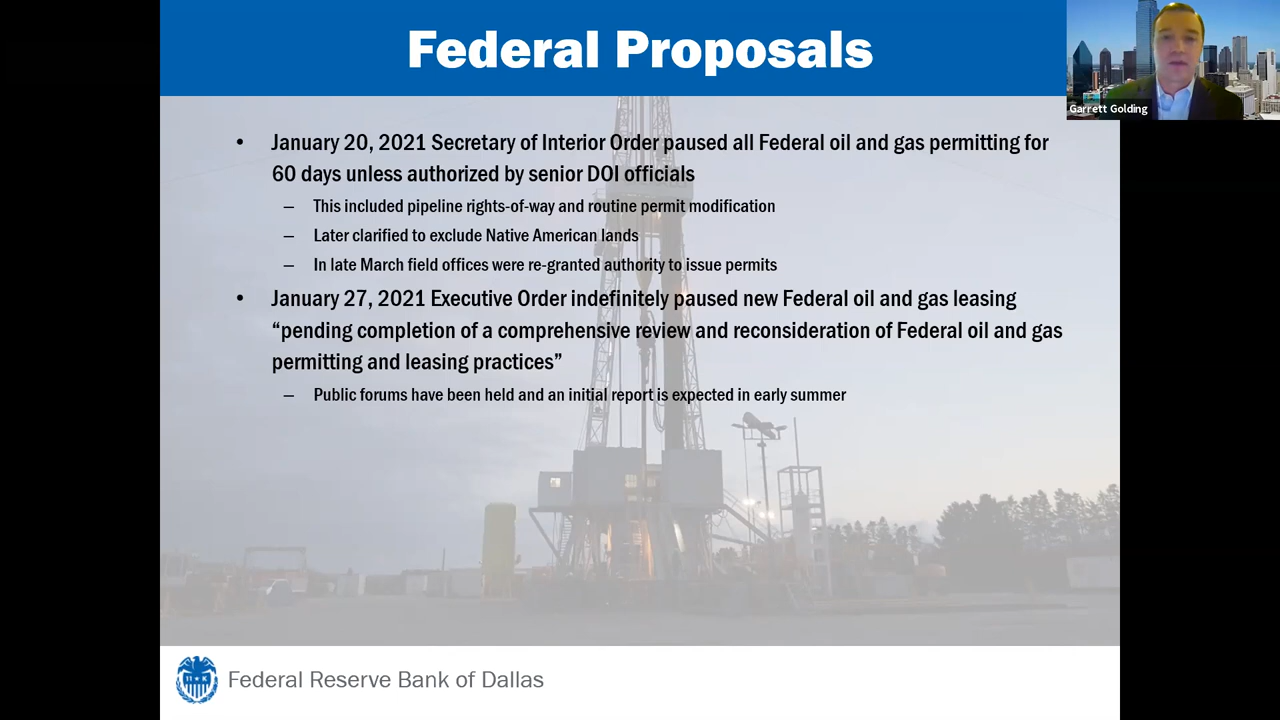 Federal Proposals
Garrett Golding
• January 20, 2021 Secretary of Interior Order paused all Federal oil and gas permitting for
60 days unless authorized by senior DOI officials
– This included pipeline rights-of-way and routine permit modification
– Later clarified to exclude Native American lands
– In late March field offices were re-granted authority to issue permits
• January 27, 2021 Executive Order indefinitely paused new Federal oil and gas leasing
“pending completion of a comprehensive review and reconsideration of Federal oil and gas
permitting and leasing practices”
– Public forums have been held and an initial report is expected in early summer
Federal Reserve Bank of Dallas